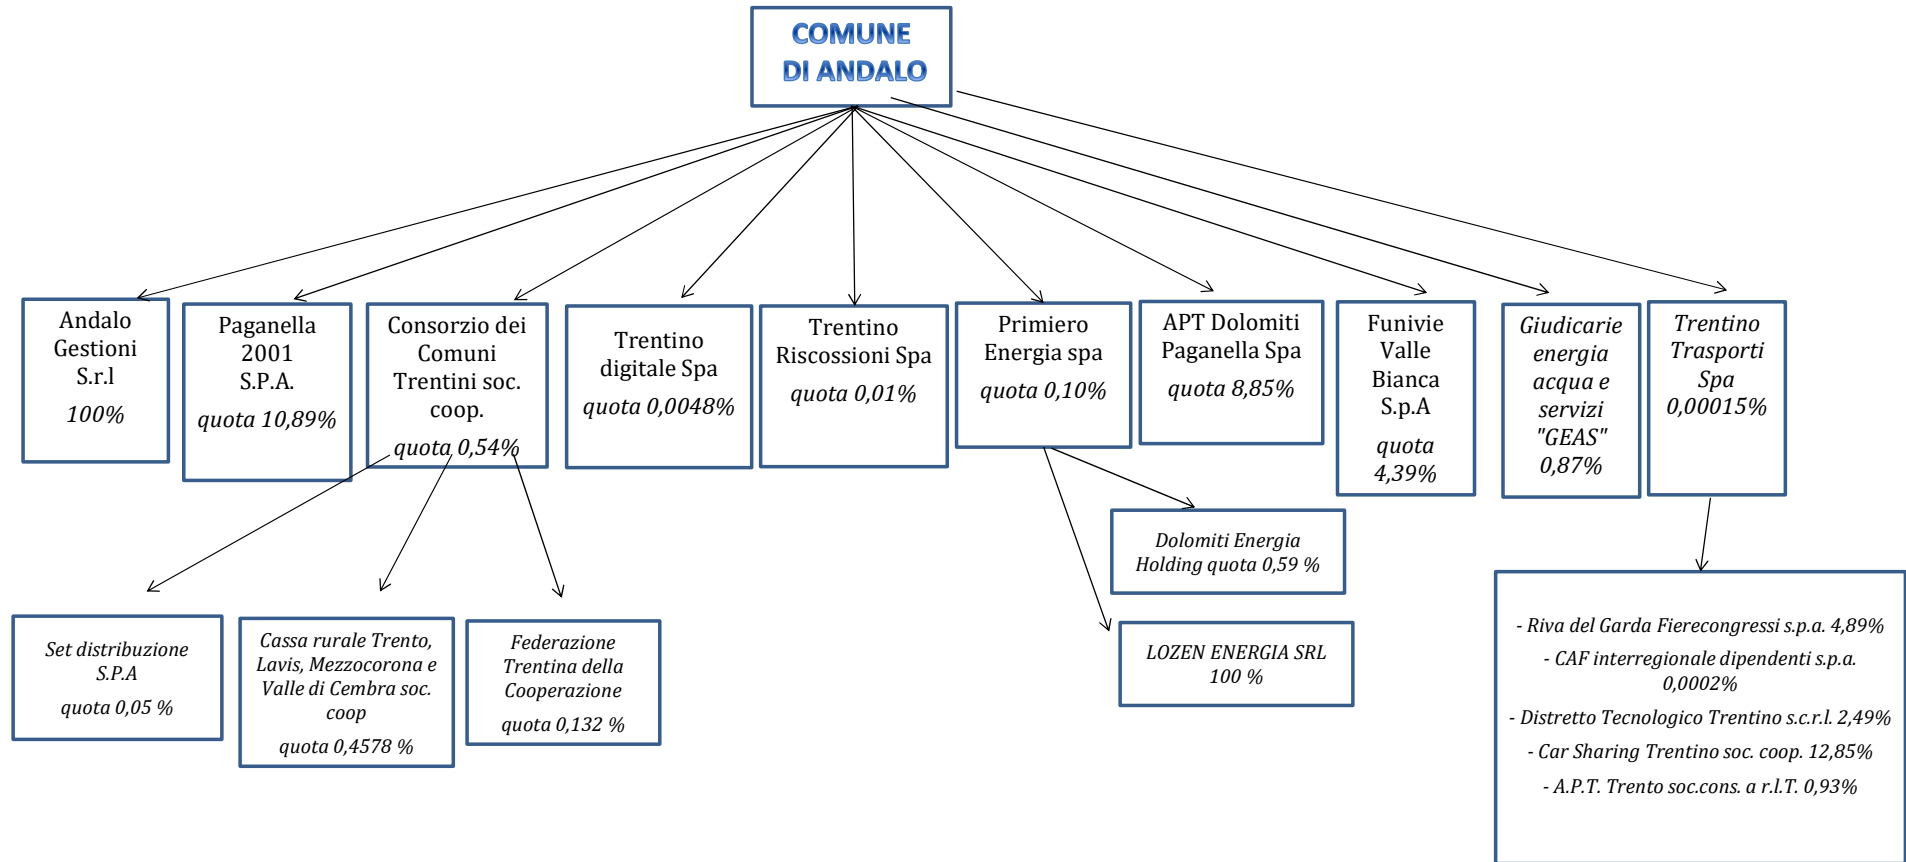 COMUNE
DI ANDALO
Andalo
Gestioni
S.r.l
100%
Paganella
2001
S.P.A.
quota 10,89%
Consorzio dei
Comuni
Trentini soc.
coop.
quota 0,54%
Trentino
digitale Spa
quota 0,0048%
Trentino
Riscossioni Spa
quota 0,01%
Primiero
Energia spa
quota 0,10%
APT Dolomiti
Paganella Spa
quota 8,85%
Funivie
Valle
Bianca
S.p.A
quota
4,39%
Giudicarie
energia
acqua e
servizi
"GEAS"
0,87%
Trentino
Trasporti
Spa
0,00015%
Dolomiti Energia
Holding quota 0,59 %
LOZEN ENERGIA SRL
100 %
Set distribuzione
S.P.A
quota 0,05 %
Cassa rurale Trento,
Lavis, Mezzocorona e
Valle di Cembra soc.
coop
quota 0,4578 %
Federazione
Trentina della
Cooperazione
quota 0,132 %
- Riva del Garda Fierecongressi s.p.a. 4,89%
- CAF interregionale dipendenti s.p.a.
0,0002%
- Distretto Tecnologico Trentino s.c.r.l. 2,49%
- Car Sharing Trentino soc. coop. 12,85%
- A.P.T. Trento soc.cons. a r.l.T. 0,93%